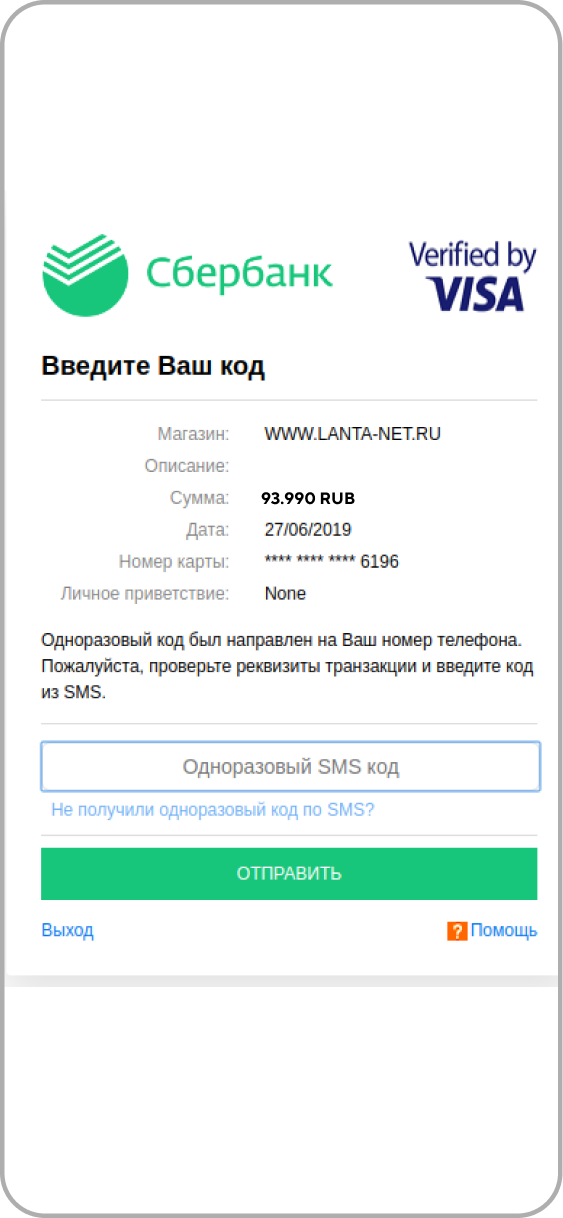 Сбербанк
Verified by
VISA
Введите Ваш код
Магазин: WWW.LANTA-NET.RU
Описание:
Сумма: 93.990 RUB
Дата: 27/06/2019
Номер карты: **** **** **** 6196
Личное приветствие: None
Одноразовый код был направлен на Ваш номер телефона.
Пожалуйста, проверьте реквизиты транзакции и введите код
из SMS.
Одноразовый SMS код
Не получили одноразовый код по SMS?
ОТПРАВИТЬ
Выход
? Помощь